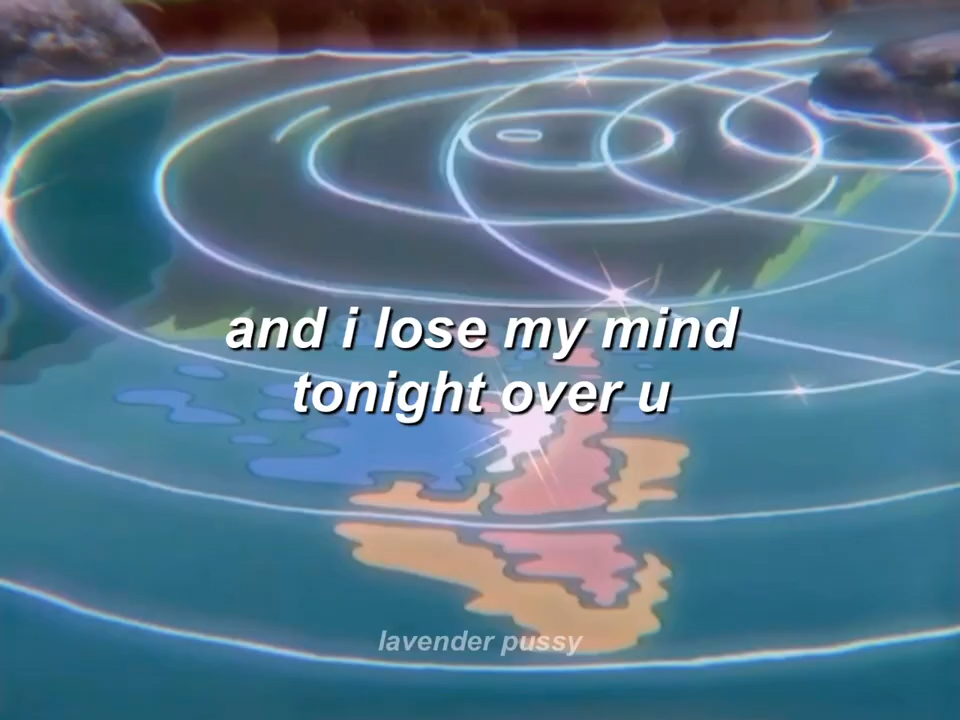 and i lose my mind
tonight over u
lavender pussy